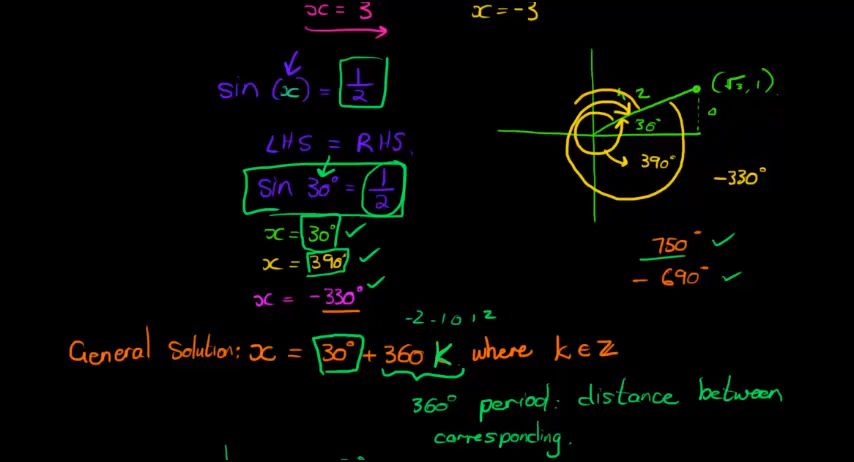 x = 3
x = -3
sin (x) = 1/2
(√3, 1)
2
30°
390°
-330°
LHS = RHS.
sin 30° = 1/2
x = 30° ✓
x = 390° ✓
x = -330° ✓
750° ✓
- 690° ✓
-2 -1 0 1 2
General Solution: x = 30° + 360 K where k ∈ Z
360° period: distance between
corresponding.